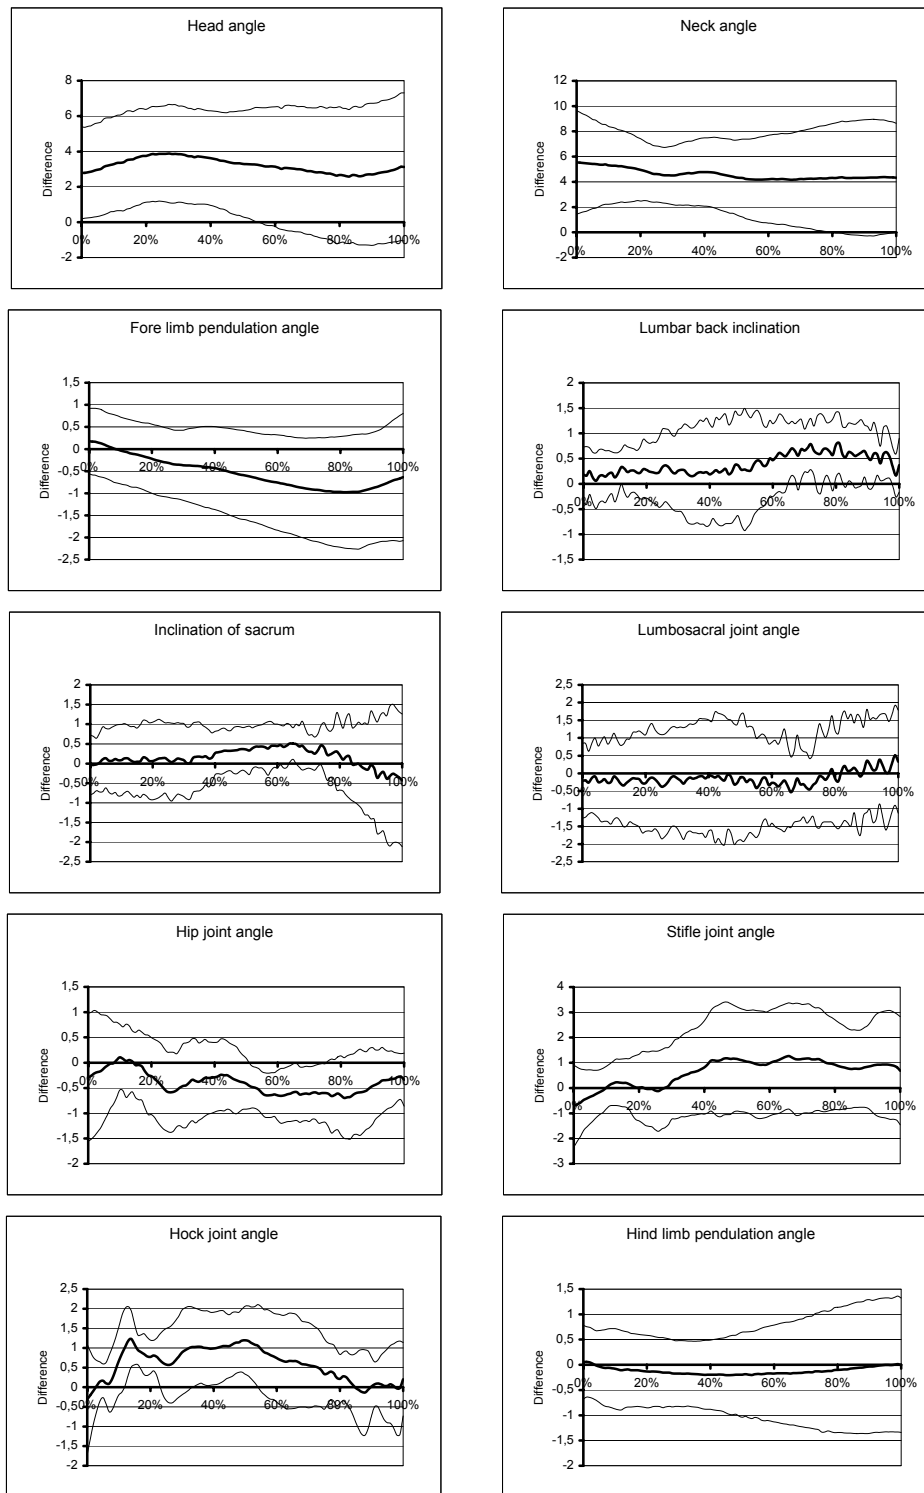 Head angle
Difference
8
6
4
2
0
-2
0% 20% 40% 60% 80% 100%
Neck angle
Difference
12
10
8
6
4
2
0
-2
0% 20% 40% 60% 80% 100%
Fore limb pendulation angle
Difference
1,5
1
0,5
0
-0,5
-1
-1,5
-2
-2,5
0% 20% 40% 60% 80% 100%
Lumbar back inclination
Difference
2
1,5
1
0,5
0
-0,5
-1
-1,5
0% 20% 40% 60% 80% 100%
Inclination of sacrum
Difference
2
1,5
1
0,5
0
-0,5
-1
-1,5
-2
-2,5
0% 20% 40% 60% 80% 100%
Lumbosacral joint angle
Difference
2,5
2
1,5
1
0,5
0
-0,5
-1
-1,5
-2
-2,5
0% 20% 40% 60% 80% 100%
Hip joint angle
Difference
1,5
1
0,5
0
-0,5
-1
-1,5
-2
0% 20% 40% 60% 80% 100%
Stifle joint angle
Difference
4
3
2
1
0
-1
-2
-3
0% 20% 40% 60% 80% 100%
Hock joint angle
Difference
2,5
2
1,5
1
0,5
0
-0,5
-1
-1,5
-2
0% 20% 40% 60% 80% 100%
Hind limb pendulation angle
Difference
1,5
1
0,5
0
-0,5
-1
-1,5
-2
0% 20% 40% 60% 80% 100%